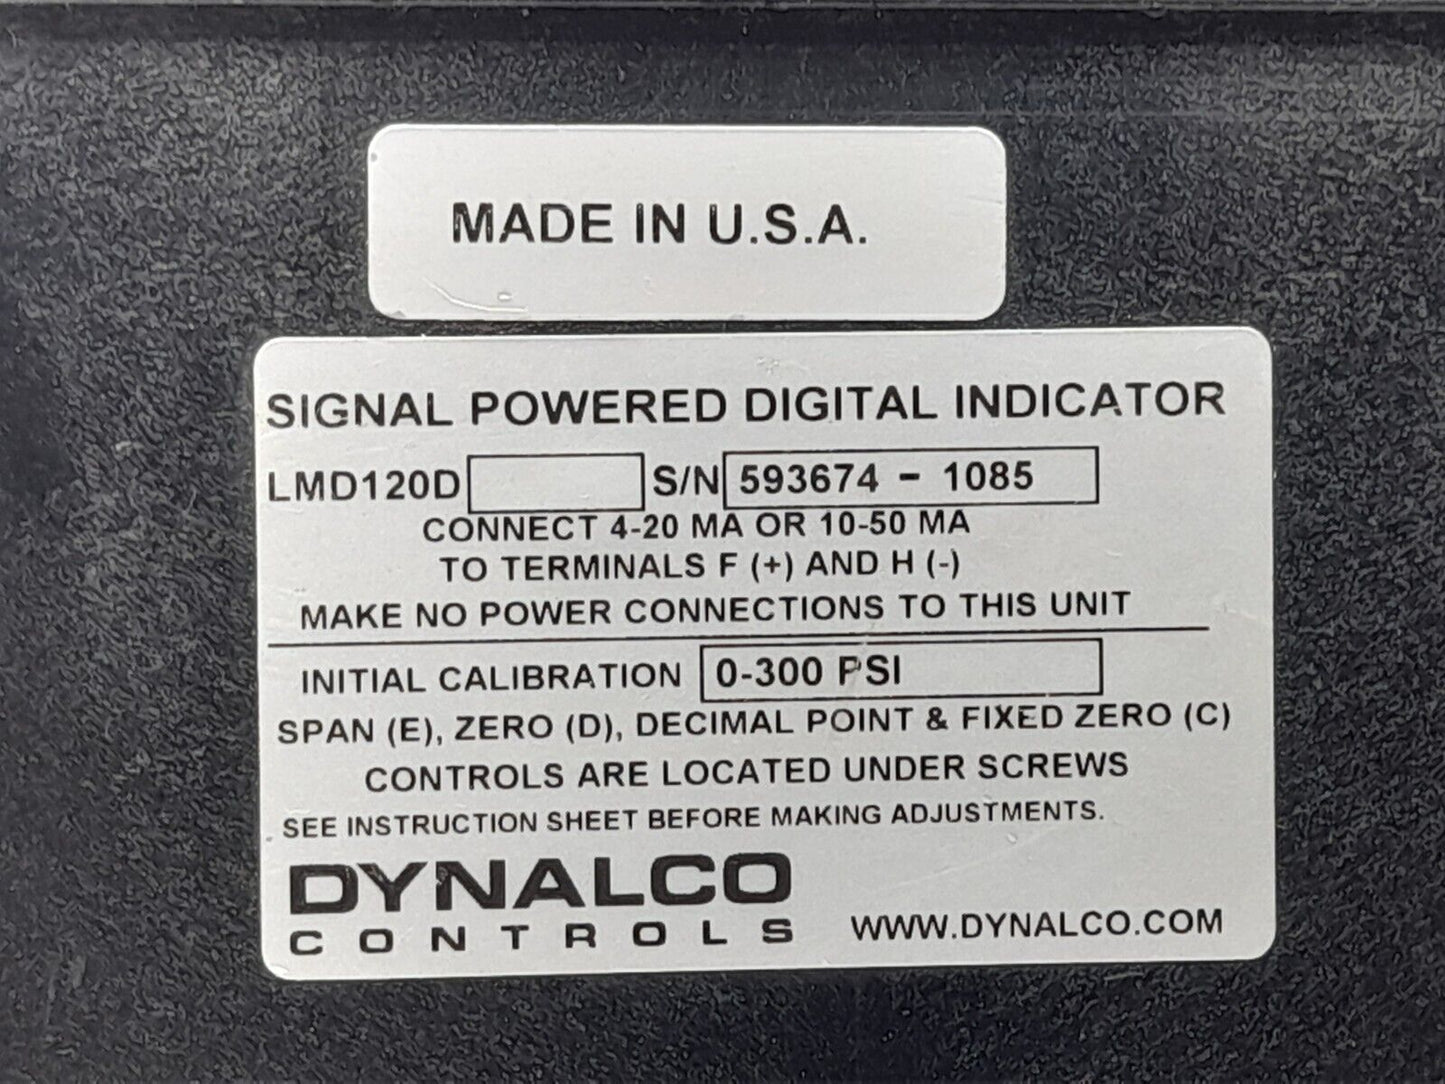 MADE IN U.S.A.
SIGNAL POWERED DIGITAL INDICATOR
LMD120D S/N 593674 - 1085
CONNECT 4-20 MA OR 10-50 MA
TO TERMINALS F (+) AND H (-)
MAKE NO POWER CONNECTIONS TO THIS UNIT
INITIAL CALIBRATION 0-300 PSI
SPAN (E), ZERO (D), DECIMAL POINT & FIXED ZERO (C)
CONTROLS ARE LOCATED UNDER SCREWS
SEE INSTRUCTION SHEET BEFORE MAKING ADJUSTMENTS.
DYNALCO
CONTROLS WWW.DYNALCO.COM